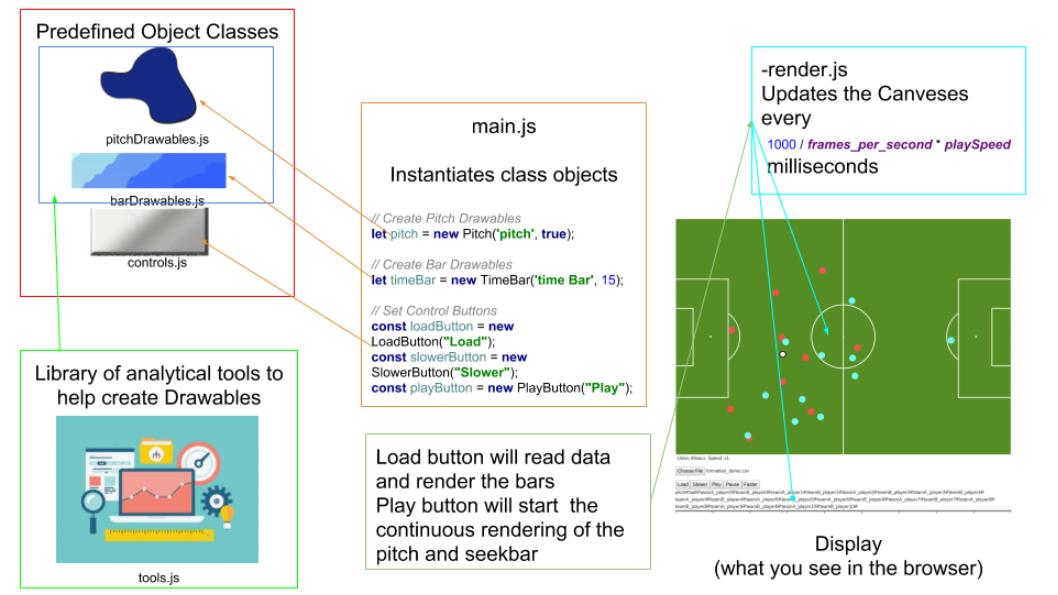 Predefined Object Classes
pitchDrawables.js
barDrawables.js
controls.js
Library of analytical tools to
help create Drawables
tools.js
main.js
Instantiates class objects
// Create Pitch Drawables
let pitch = new Pitch('pitch', true);
// Create Bar Drawables
let timeBar = new TimeBar('time Bar', 15);
// Set Control Buttons
const loadButton = new
LoadButton("Load");
const slowerButton = new
SlowerButton("Slower");
const playButton = new PlayButton("Play");
Load button will read data
and render the bars
Play button will start the
continuous rendering of the
pitch and seekbar
-render.js
Updates the Canveses
every
1000 / frames_per_second * playSpeed
milliseconds
Speed: x1
Choose File formatted_demo.csv
Load Slower Play Pause Faster
Display
(what you see in the browser)